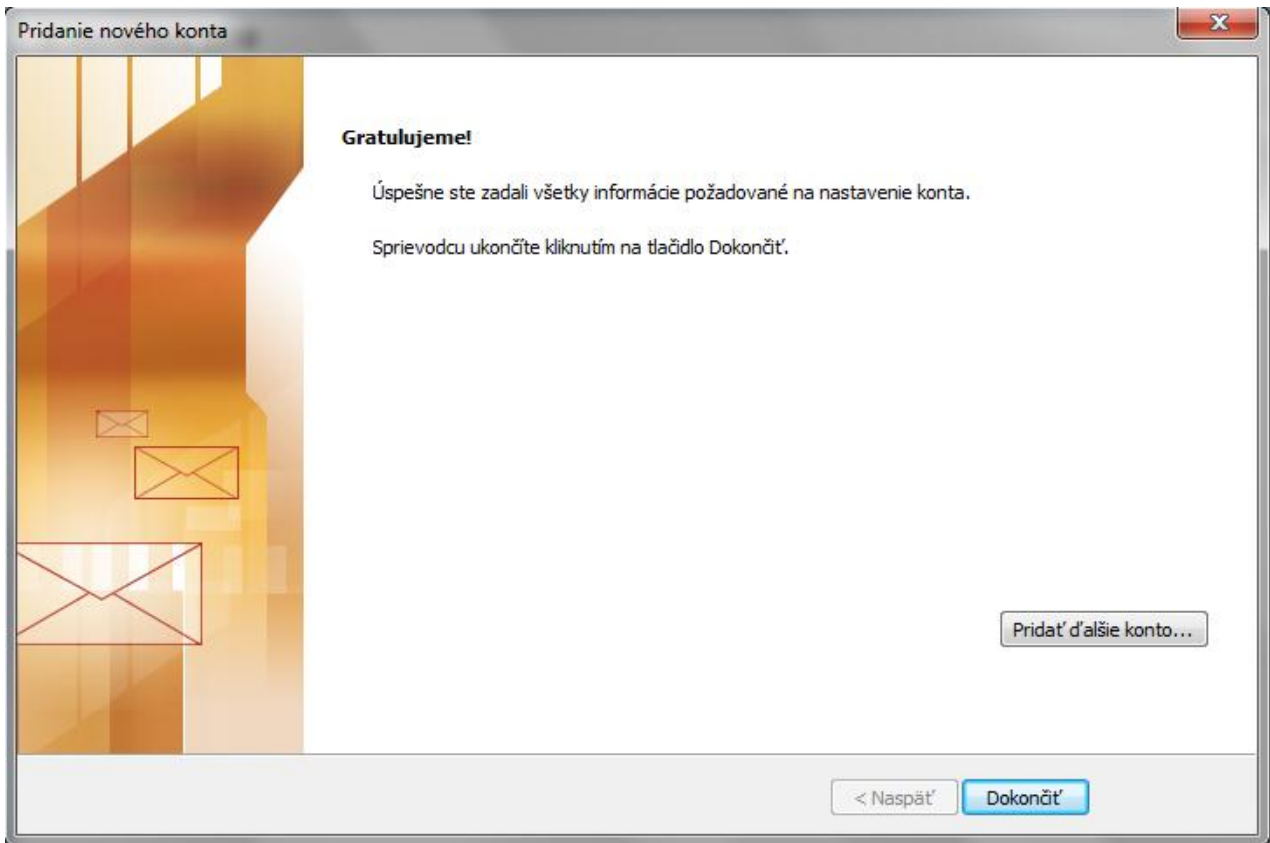 Pridanie nového konta
Gratulujeme!
Úspešne ste zadali všetky informácie požadované na nastavenie konta.
Sprievodcu ukončíte kliknutím na tlačidlo Dokončiť.
Pridať ďalšie konto...
< Naspäť
Dokončiť